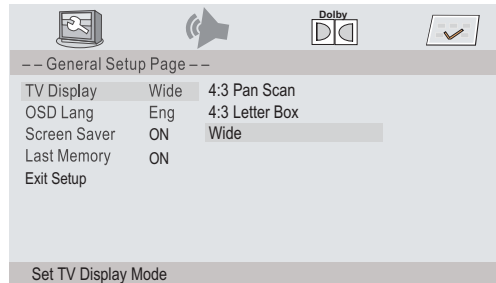 Dolby
– – General Setup Page – –
TV Display Wide 4:3 Pan Scan
OSD Lang Eng 4:3 Letter Box
Screen Saver ON Wide
Last Memory ON
Exit Setup
Set TV Display Mode